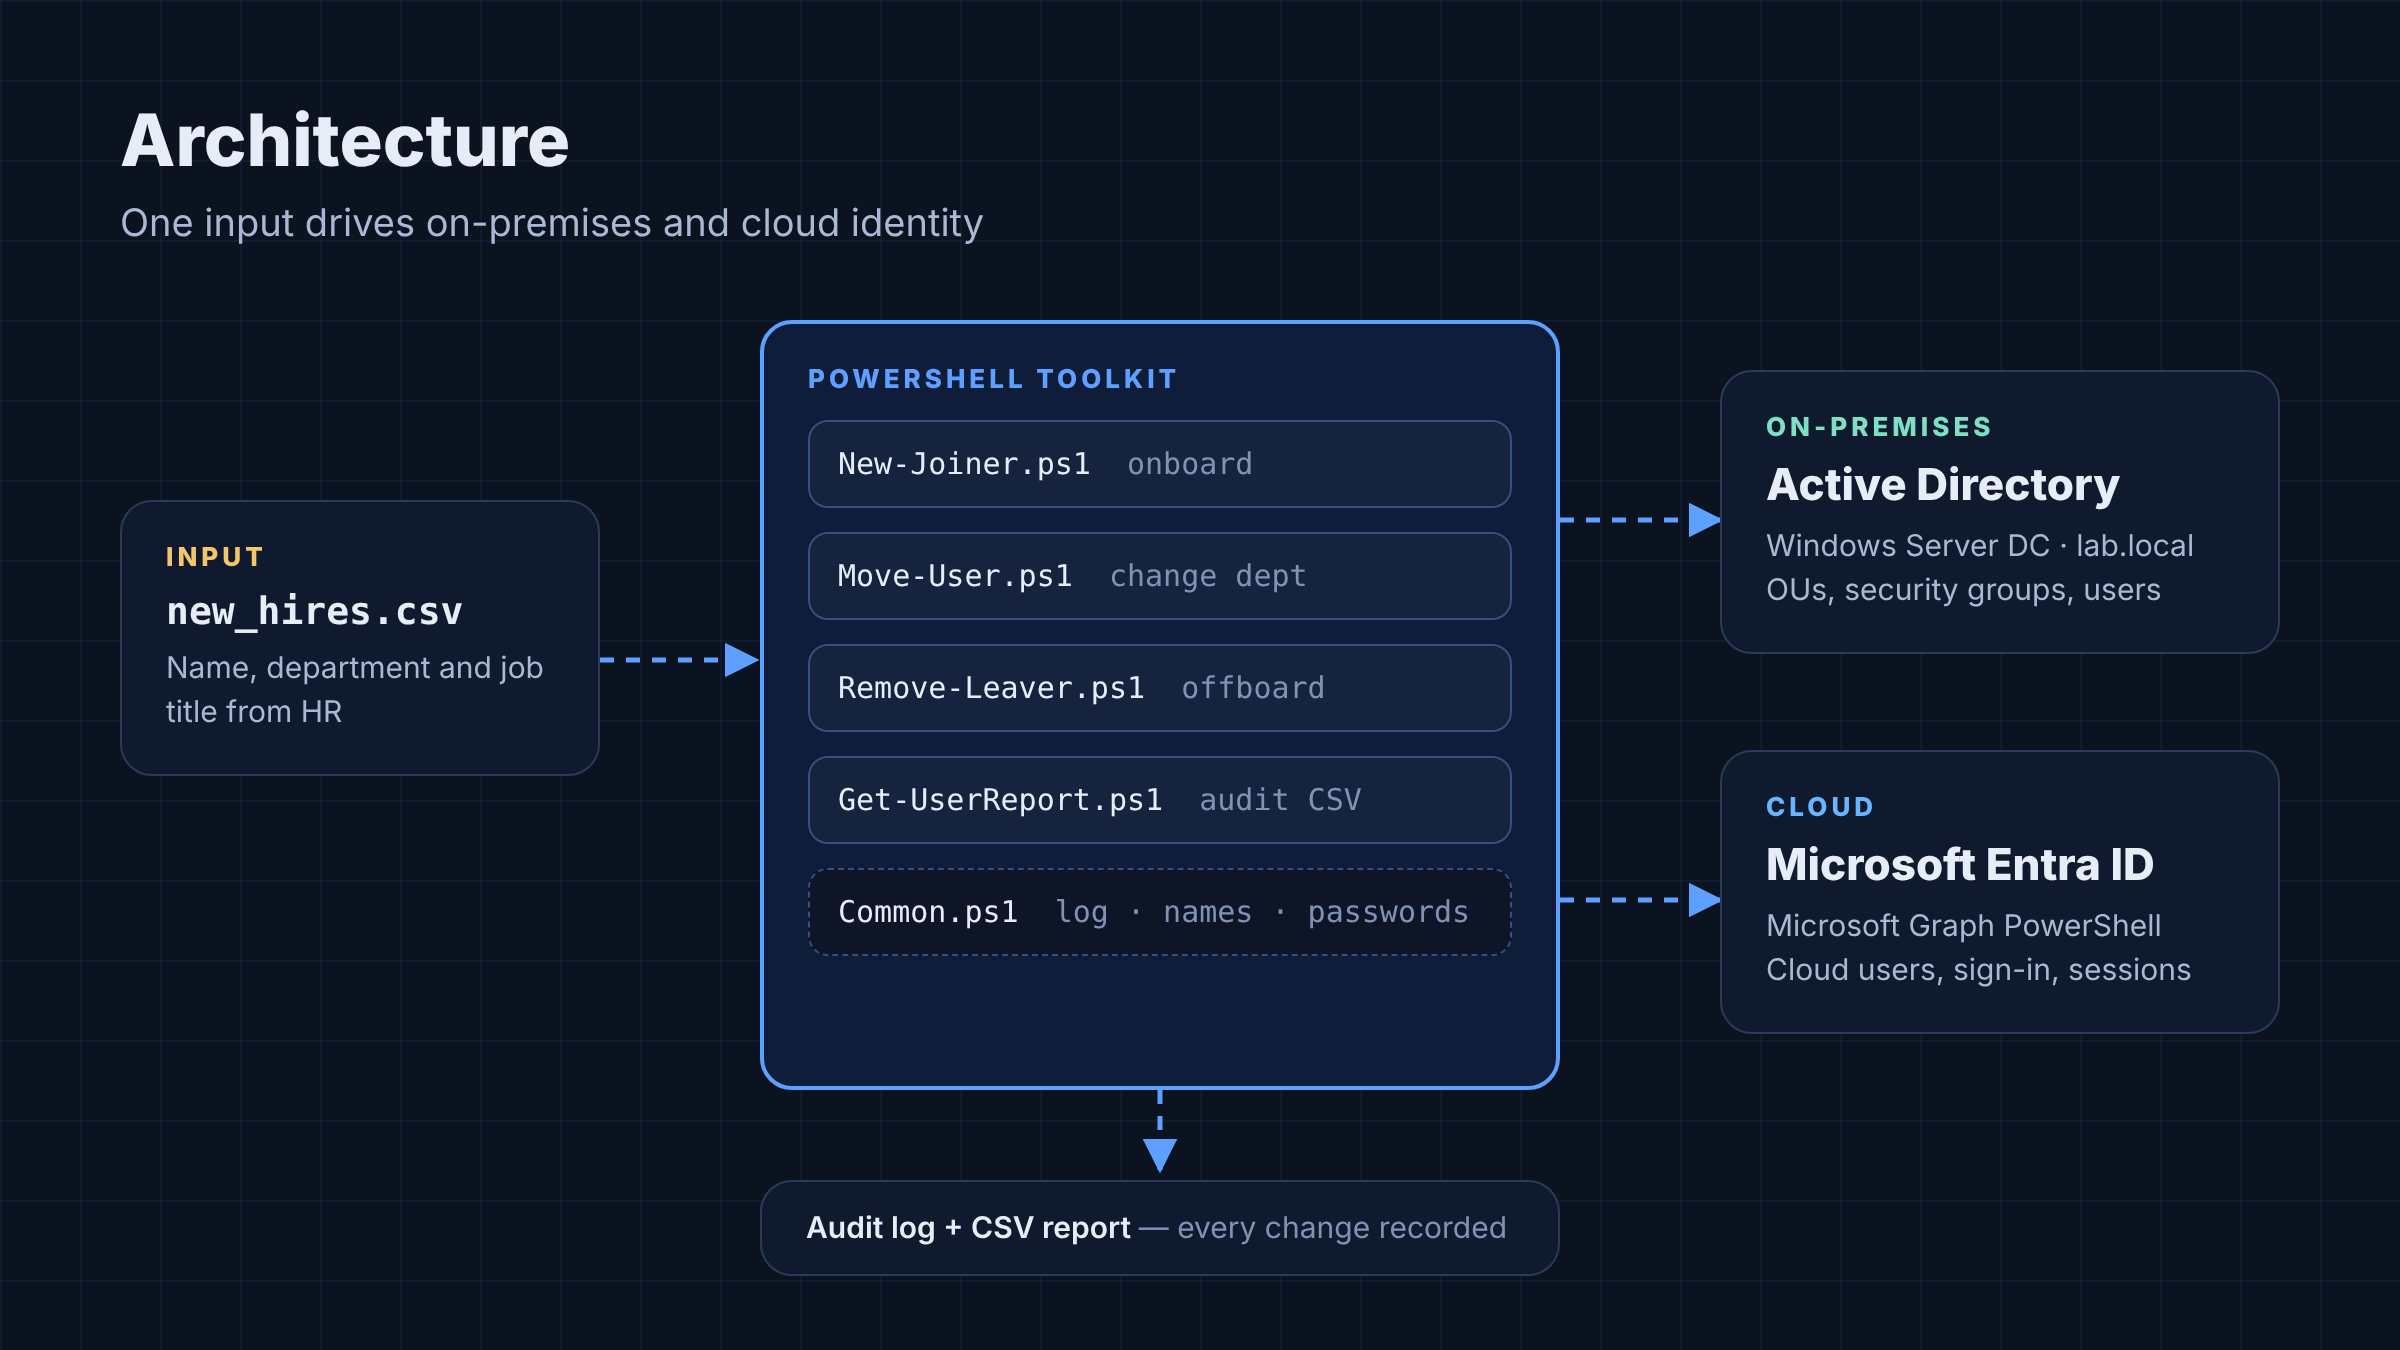 Architecture
One input drives on-premises and cloud identity
INPUT
new_hires.csv
Name, department and job
title from HR
POWERSHELL TOOLKIT
New-Joiner.ps1 onboard
Move-User.ps1 change dept
Remove-Leaver.ps1 offboard
Get-UserReport.ps1 audit CSV
Common.ps1 log · names · passwords
ON-PREMISES
Active Directory
Windows Server DC · lab.local
OUs, security groups, users
CLOUD
Microsoft Entra ID
Microsoft Graph PowerShell
Cloud users, sign-in, sessions
Audit log + CSV report — every change recorded